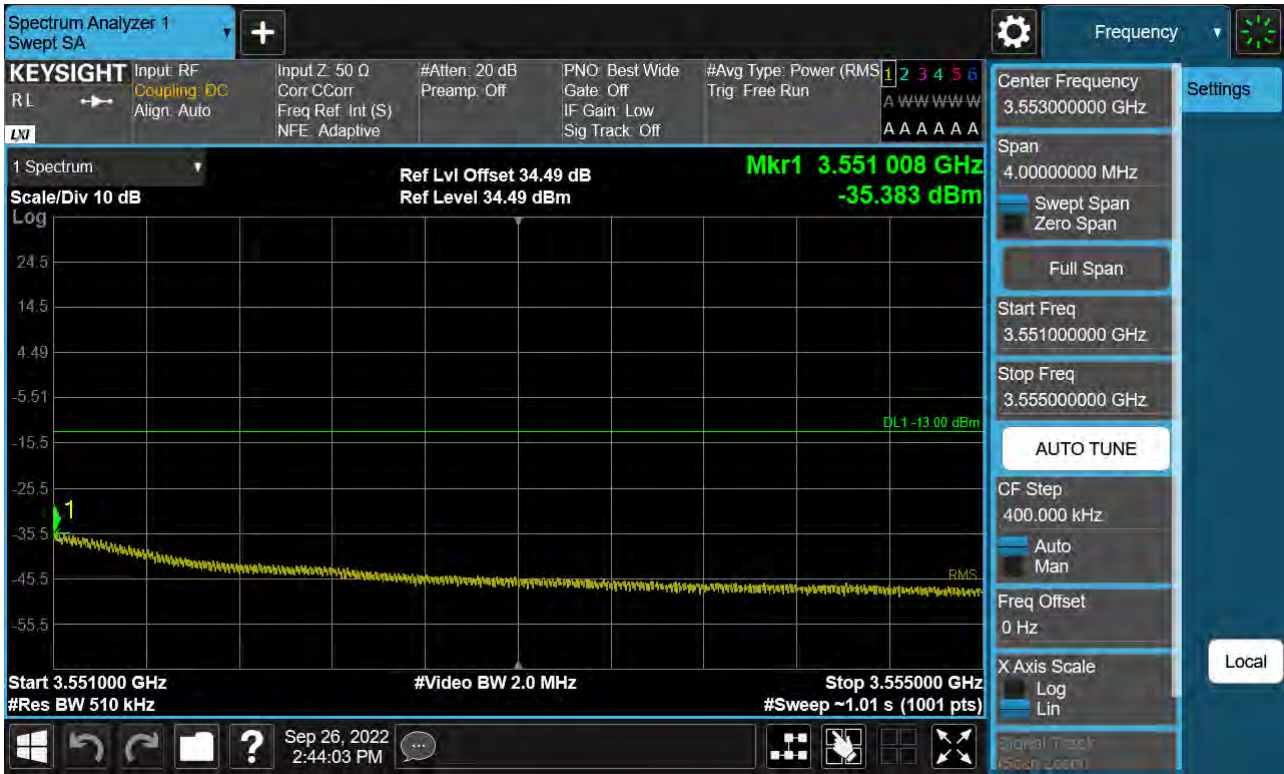 Spectrum Analyzer 1
Swept SA
Frequency
KEYSIGHT
RL
LXI
Input: RF
Coupling: DC
Align: Auto
Input Z: 50 Ω
Corr CCorr
Freq Ref: Int (S)
NFE: Adaptive
#Atten: 20 dB
Preamp: Off
PNO: Best Wide
Gate: Off
IF Gain: Low
Sig Track: Off
#Avg Type: Power (RMS
Trig: Free Run
1 2 3 4 5 6
A W W W W W
A A A A A A
1 Spectrum
Scale/Div 10 dB
Log
Ref Lvl Offset 34.49 dB
Ref Level 34.49 dBm
Mkr1 3.551 008 GHz
-35.383 dBm
24.5
14.5
4.49
-5.51
DL1 -13.00 dBm
-15.5
-25.5
1
-35.5
-45.5
RMS
-55.5
Start 3.551000 GHz
#Res BW 510 kHz
#Video BW 2.0 MHz
Stop 3.555000 GHz
#Sweep ~1.01 s (1001 pts)
Sep 26, 2022
2:44:03 PM
Center Frequency
3.553000000 GHz
Span
4.00000000 MHz
Swept Span
Zero Span
Full Span
Start Freq
3.551000000 GHz
Stop Freq
3.555000000 GHz
AUTO TUNE
CF Step
400.000 kHz
Auto
Man
Freq Offset
0 Hz
X Axis Scale
Log
Lin
Signal Track
(Span Zoom)
Settings
Local